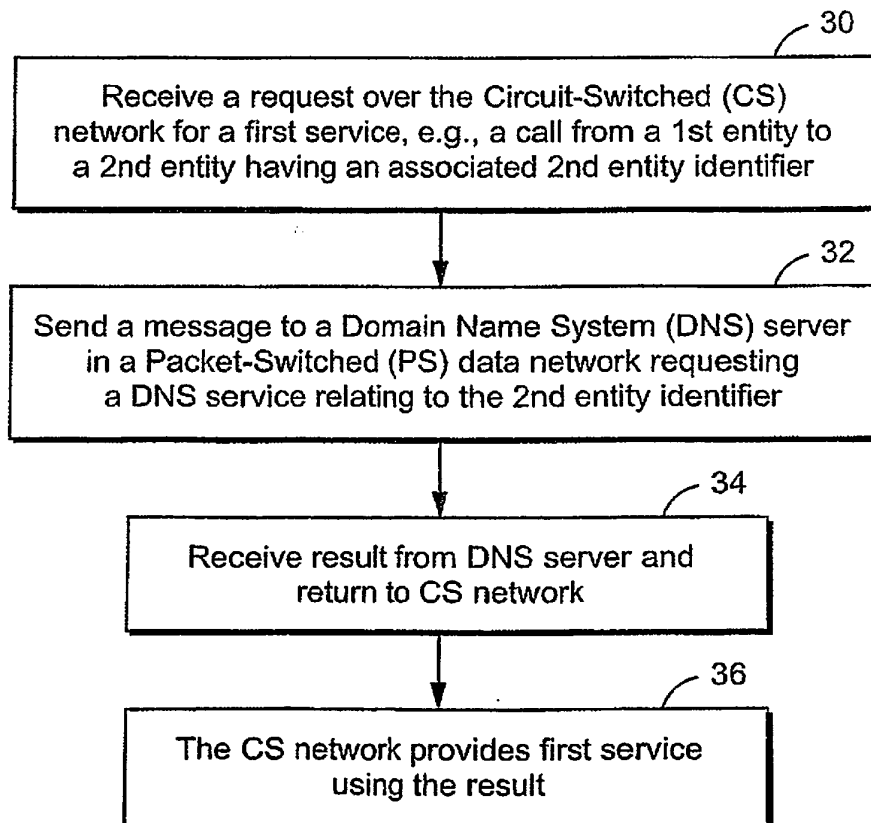 30
Receive a request over the Circuit-Switched (CS)
network for a first service, e.g., a call from a 1st entity to
a 2nd entity having an associated 2nd entity identifier
32
Send a message to a Domain Name System (DNS) server
in a Packet-Switched (PS) data network requesting
a DNS service relating to the 2nd entity identifier
34
Receive result from DNS server and
return to CS network
36
The CS network provides first service
using the result